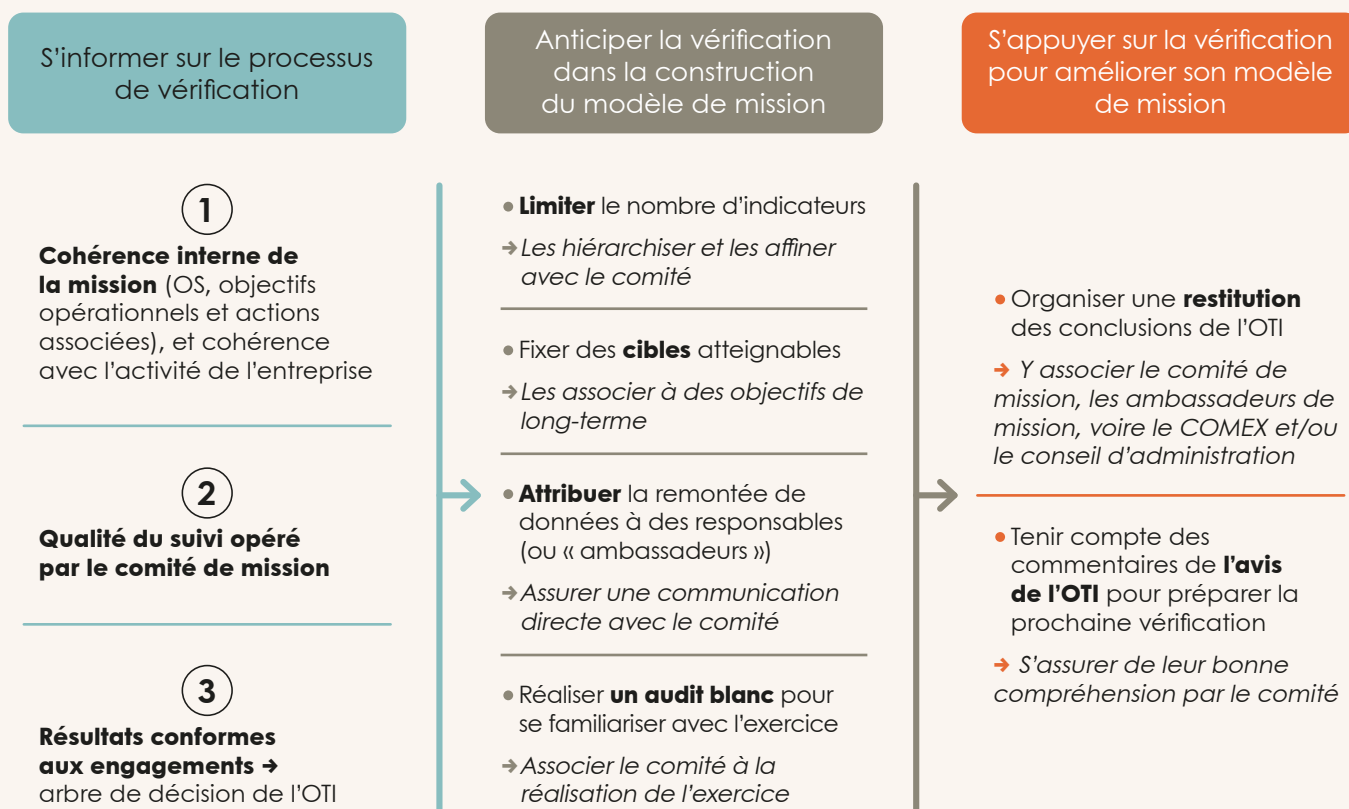 S'informer sur le processus
de vérification
Anticiper la vérification
dans la construction
du modèle de mission
S'appuyer sur la vérification
pour améliorer son modèle
de mission
1
Cohérence interne de
la mission (OS, objectifs
opérationnels et actions
associées), et cohérence
avec l'activité de l'entreprise
2
Qualité du suivi opéré
par le comité de mission
3
Résultats conformes
aux engagements →
arbre de décision de l'OTI
• Limiter le nombre d'indicateurs
→ Les hiérarchiser et les affiner
avec le comité
• Fixer des cibles atteignables
→ Les associer à des objectifs de
long-terme
• Attribuer la remontée de
données à des responsables
(ou « ambassadeurs »)
→ Assurer une communication
directe avec le comité
• Réaliser un audit blanc pour
se familiariser avec l'exercice
→ Associer le comité à la
réalisation de l'exercice
• Organiser une restitution
des conclusions de l'OTI
→ Y associer le comité de
mission, les ambassadeurs de
mission, voire le COMEX et/ou
le conseil d'administration
• Tenir compte des
commentaires de l'avis
de l'OTI pour préparer la
prochaine vérification
→ S'assurer de leur bonne
compréhension par le comité